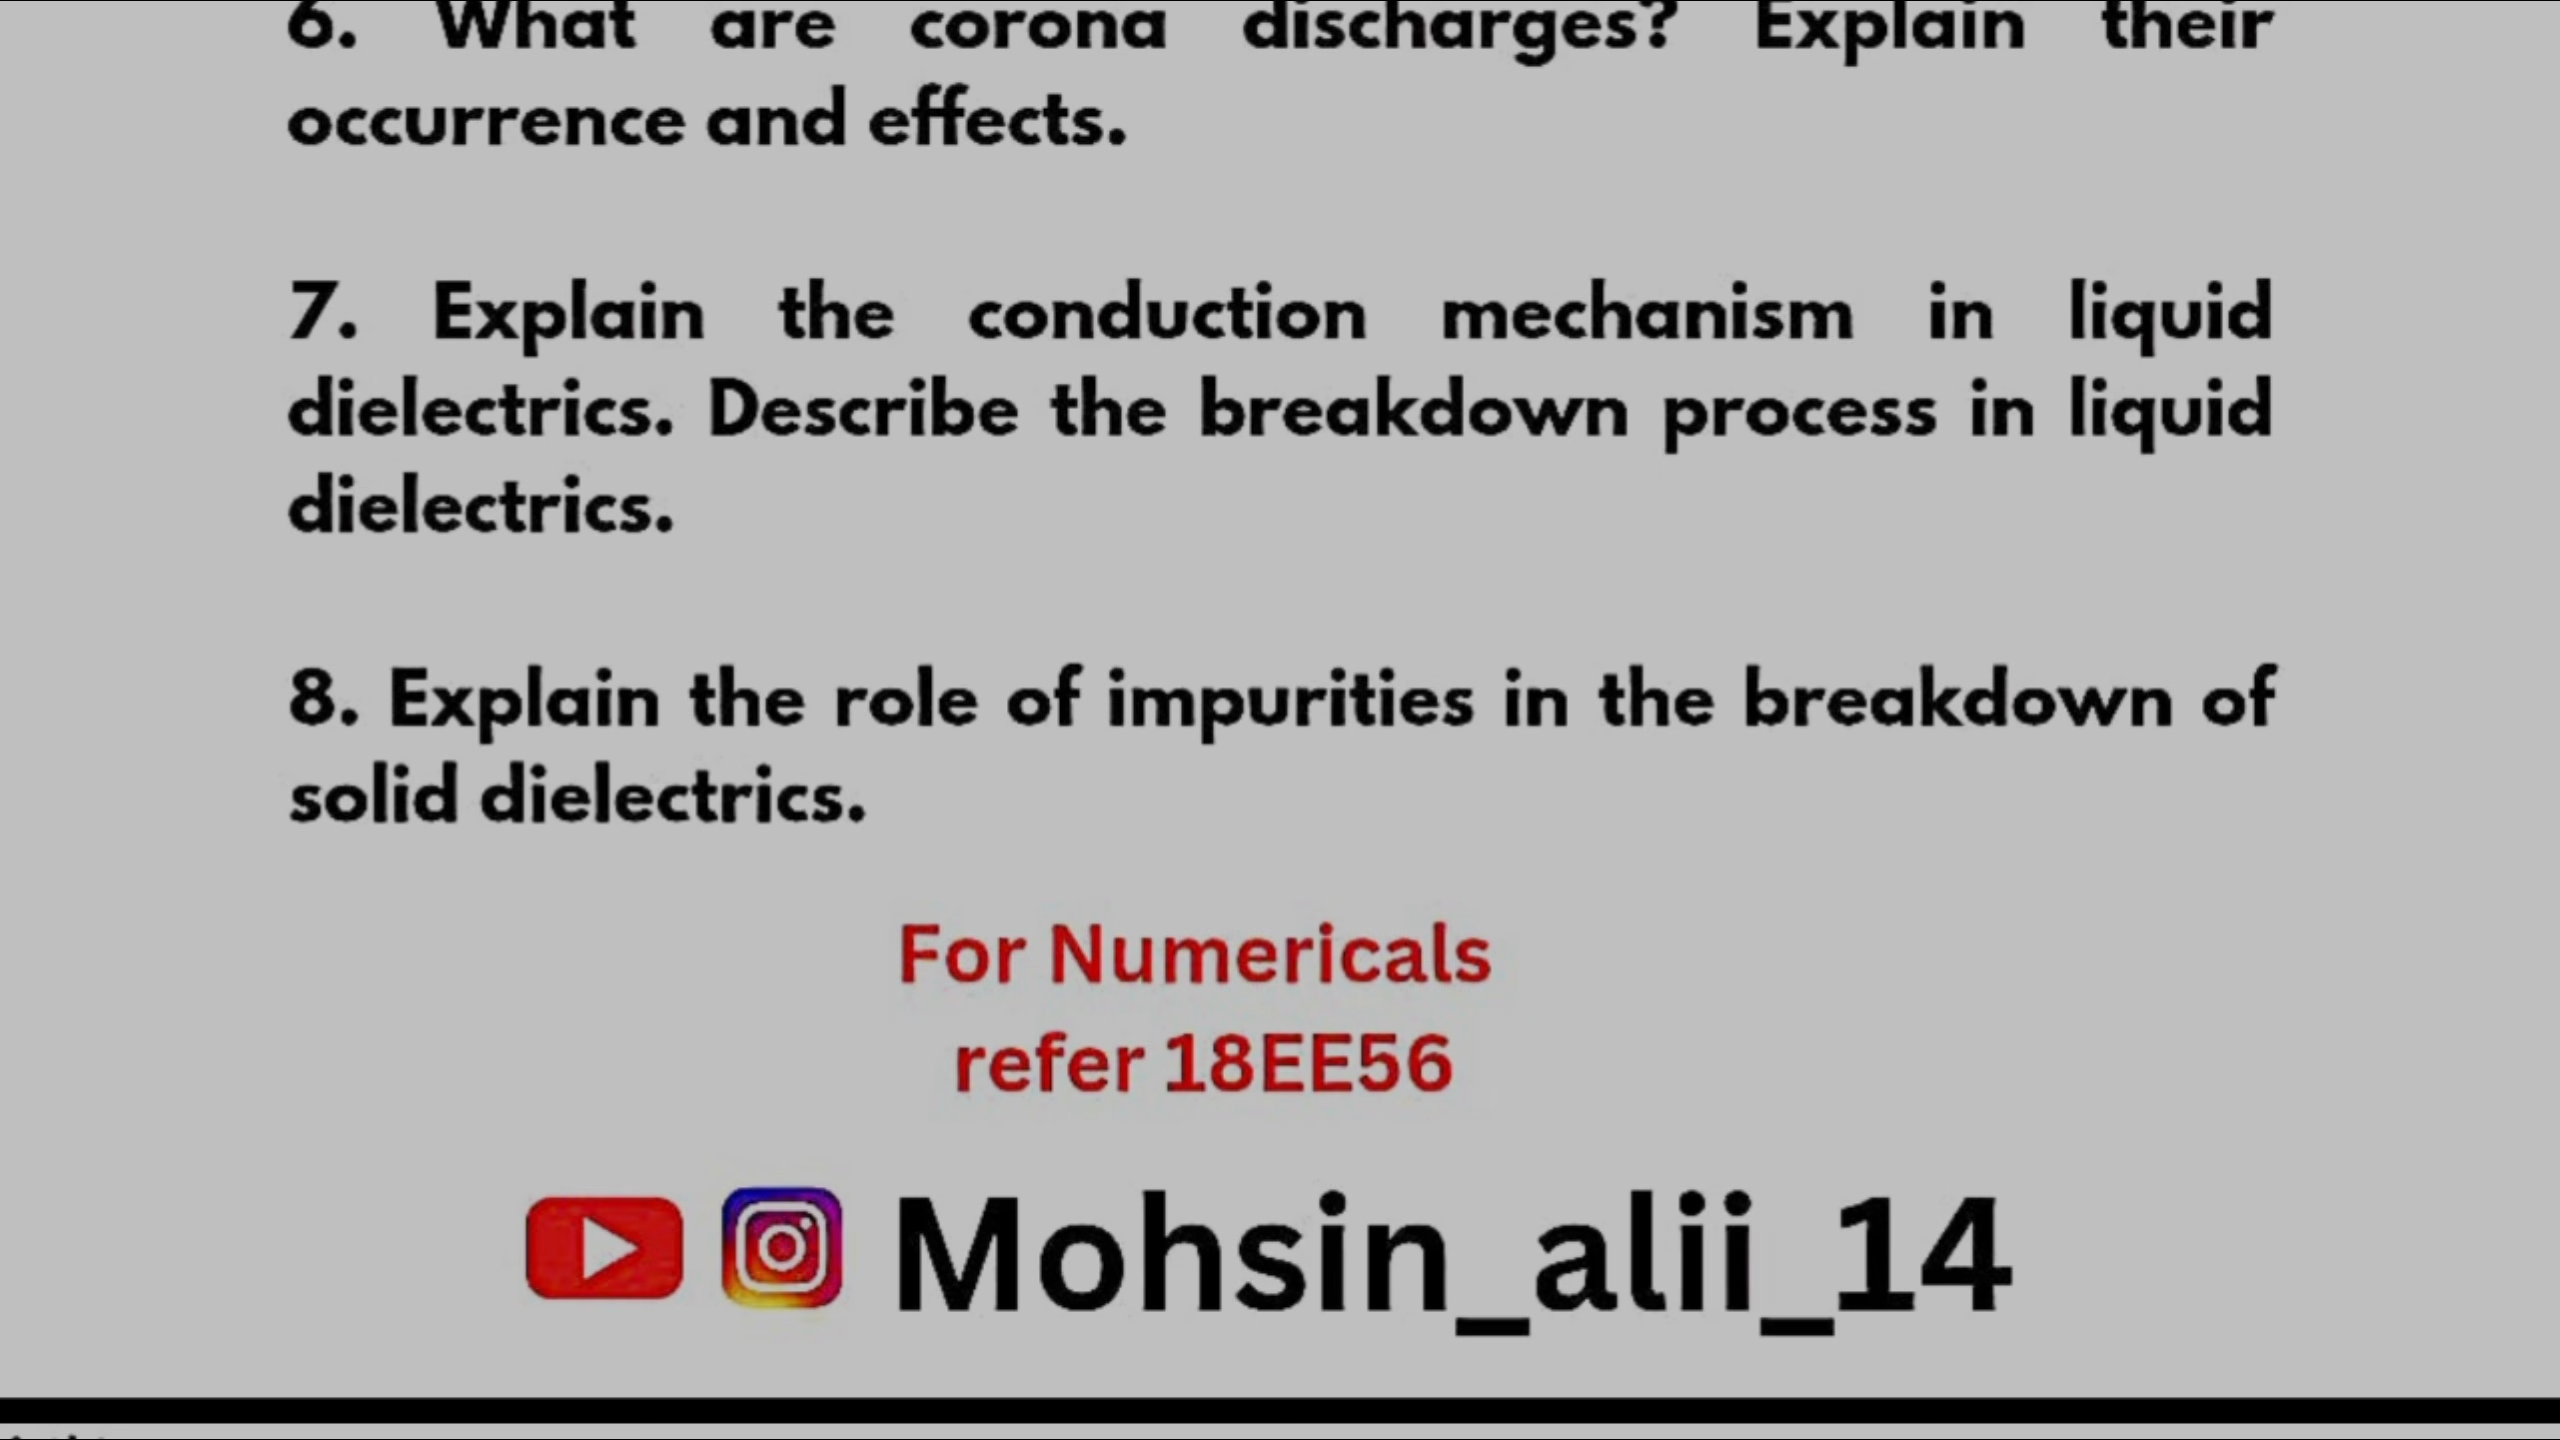 6. What are corona discharges? Explain their
occurrence and effects.
7. Explain the conduction mechanism in liquid
dielectrics. Describe the breakdown process in liquid
dielectrics.
8. Explain the role of impurities in the breakdown of
solid dielectrics.
For Numericals
refer 18EE56
Mohsin_alii_14